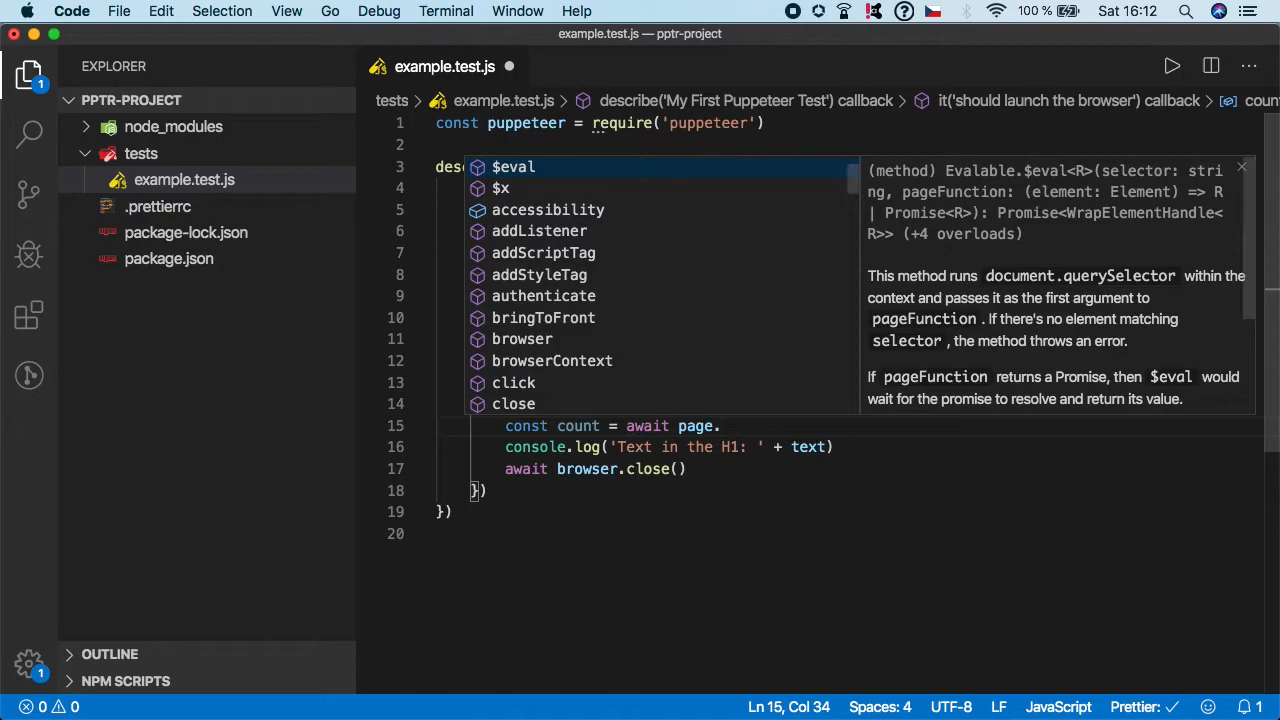 Code File Edit Selection View Go Debug Terminal Window Help 100 % Sat 16:12
example.test.js — pptr-project
EXPLORER
PPTR-PROJECT
node_modules
tests
example.test.js
.prettierrc
package-lock.json
package.json
OUTLINE
NPM SCRIPTS
1
1
example.test.js
tests > example.test.js > describe('My First Puppeteer Test') callback > it('should launch the browser') callback > coun
1 const puppeteer = require('puppeteer')
2
3 desc
4
5
6
7
8
9
10
11
12
13
14
15 const count = await page.
16 console.log('Text in the H1: ' + text)
17 await browser.close()
18 })
19 })
20
$eval
$x
accessibility
addListener
addScriptTag
addStyleTag
authenticate
bringToFront
browser
browserContext
click
close
(method) Evalable.$eval<R>(selector: stri
ng, pageFunction: (element: Element) => R
| Promise<R>): Promise<WrapElementHandle<
R>> (+4 overloads)
This method runs document.querySelector within the
context and passes it as the first argument to
pageFunction . If there's no element matching
selector , the method throws an error.
If pageFunction returns a Promise, then $eval would
wait for the promise to resolve and return its value.
0 0 Ln 15, Col 34 Spaces: 4 UTF-8 LF JavaScript Prettier: ✓ 1